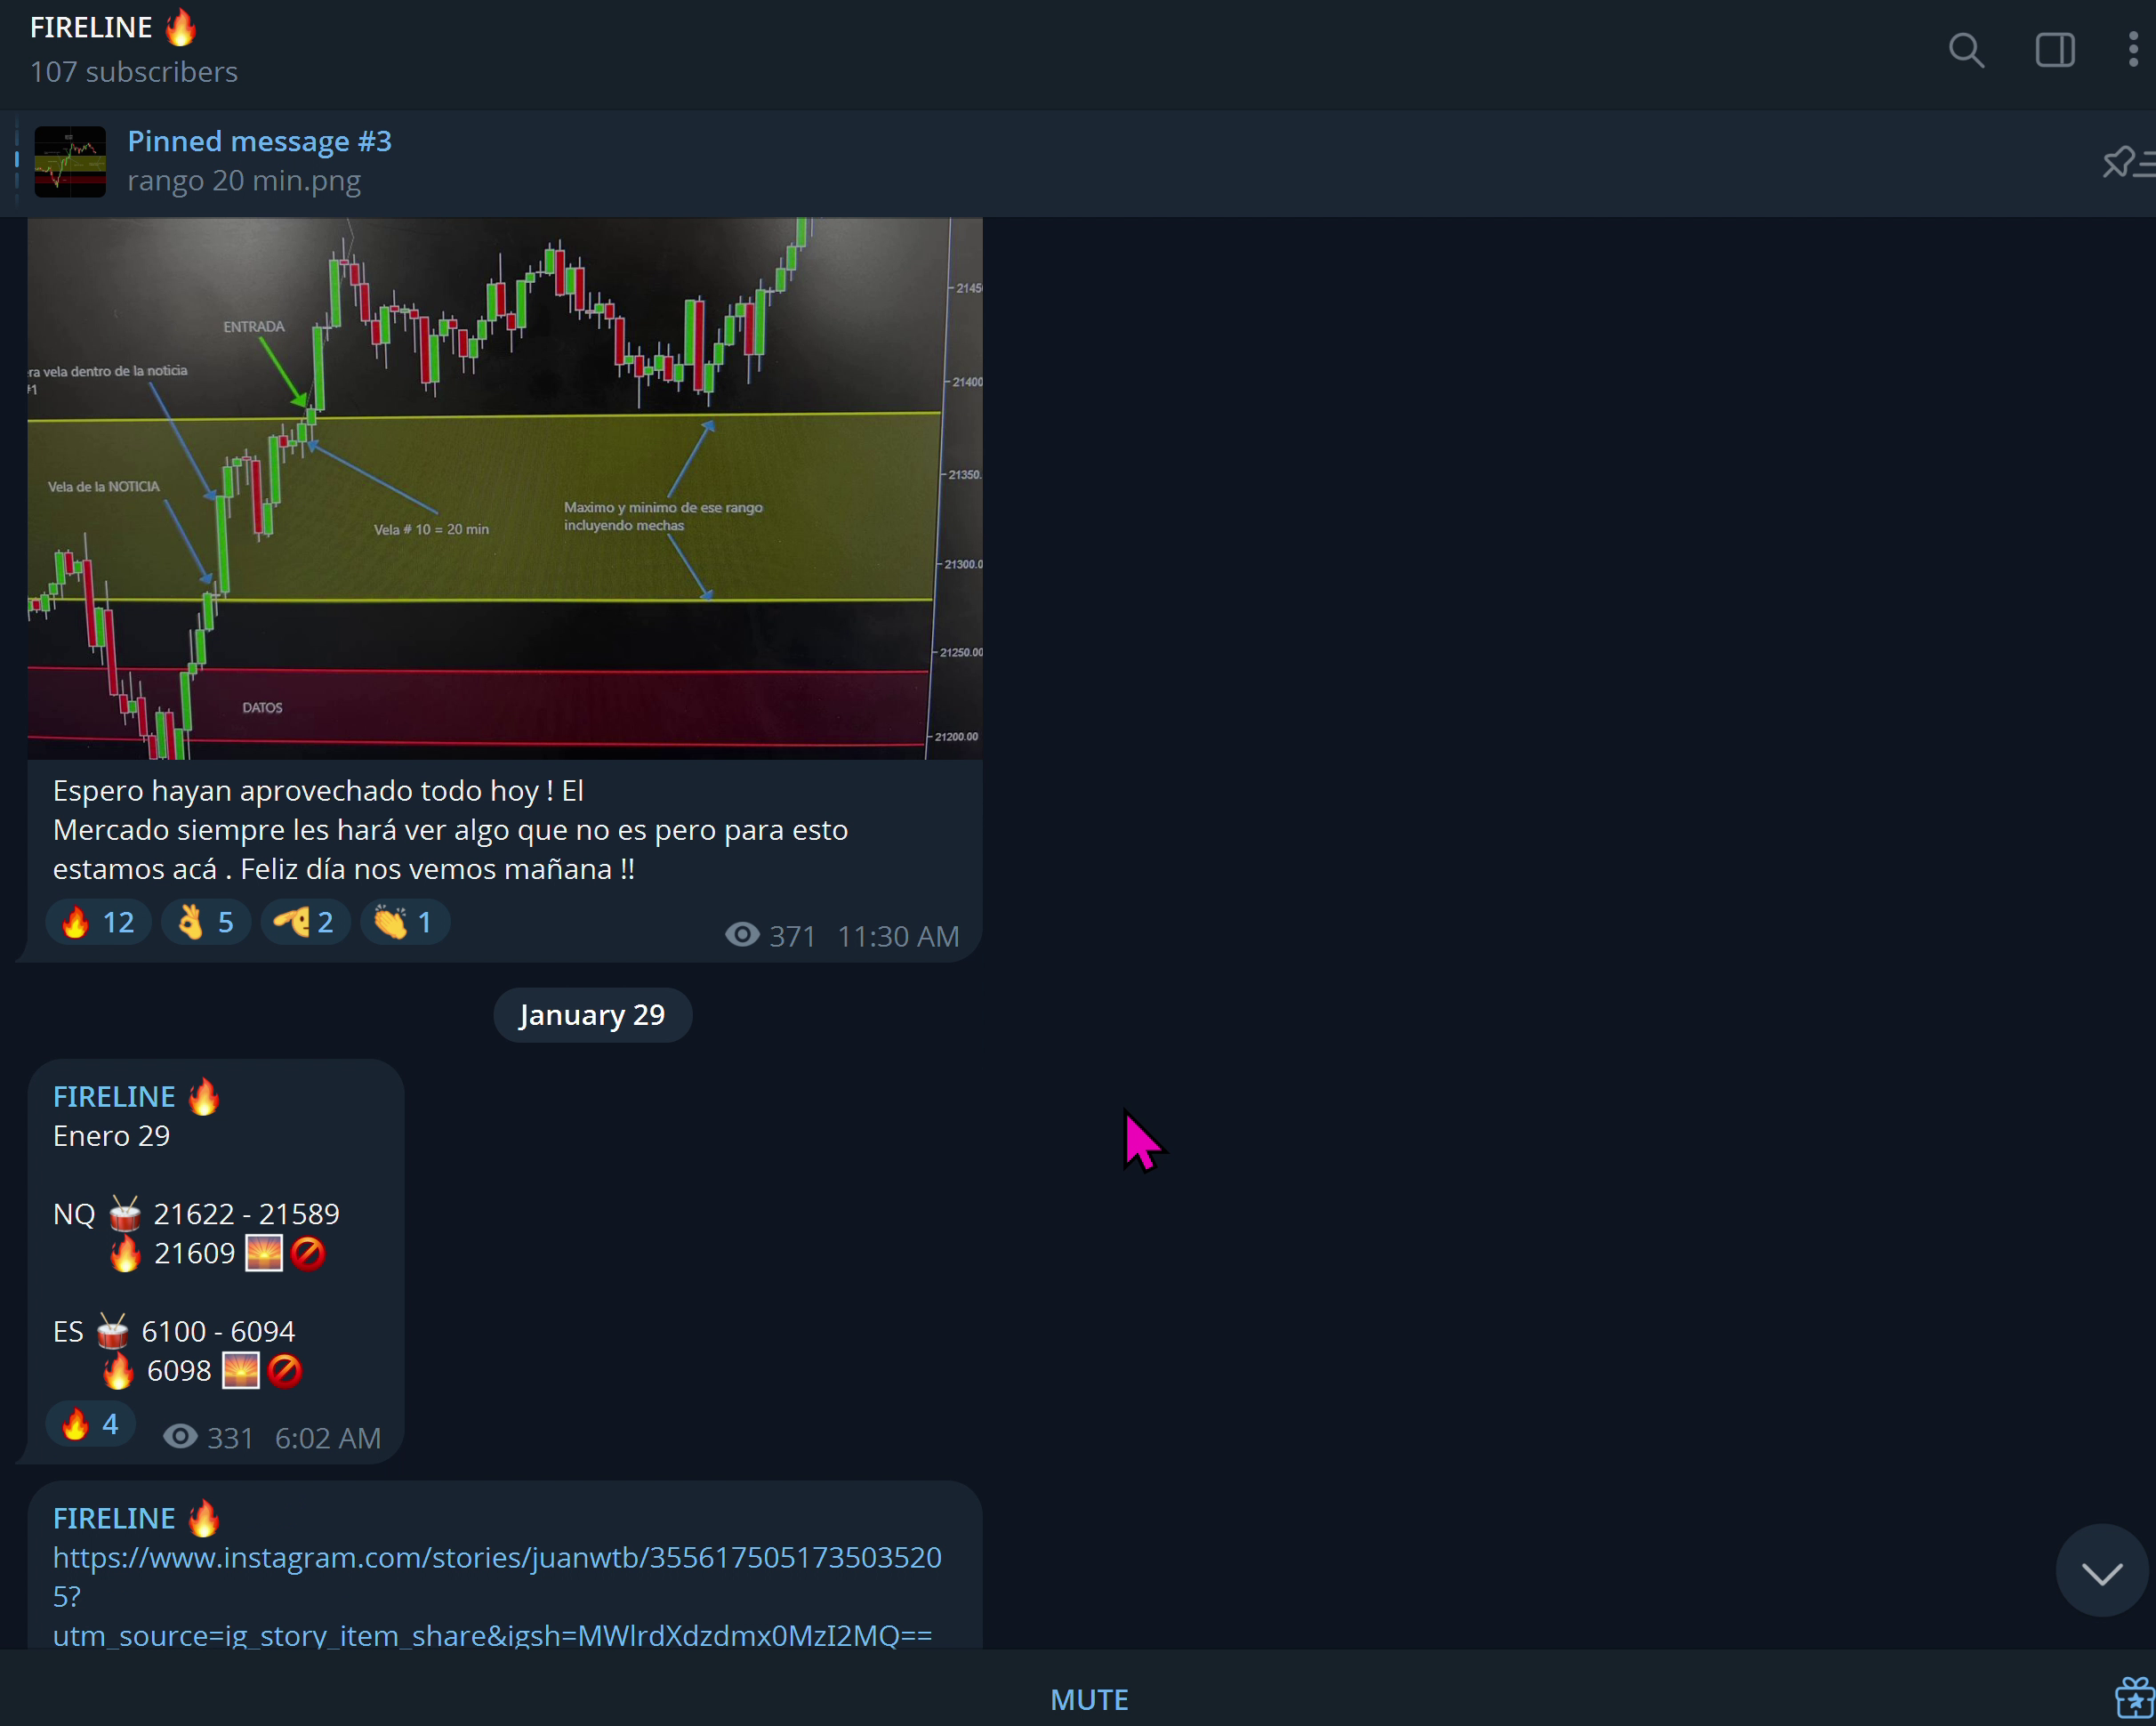 FIRELINE 🔥
107 subscribers
Pinned message #3
rango 20 min.png
2145
ENTRADA
ra vela dentro de la noticia
#1
21400
21350.
Vela de la NOTICIA
Maximo y minimo de ese rango
incluyendo mechas
Vela # 10 = 20 min
21300.0
21250.00
DATOS
21200.00
Espero hayan aprovechado todo hoy ! El
Mercado siempre les hará ver algo que no es pero para esto
estamos acá . Feliz día nos vemos mañana !!
🔥 12 👌 5 🫡 2 👏 1
371 11:30 AM
January 29
FIRELINE 🔥
Enero 29
NQ 🥁 21622 - 21589
🔥 21609 🌅🚫
ES 🥁 6100 - 6094
🔥 6098 🌅🚫
🔥 4
331 6:02 AM
FIRELINE 🔥
https://www.instagram.com/stories/juanwtb/355617505173503520
5?
utm_source=ig_story_item_share&igsh=MWlrdXdzdmx0MzI2MQ==
MUTE